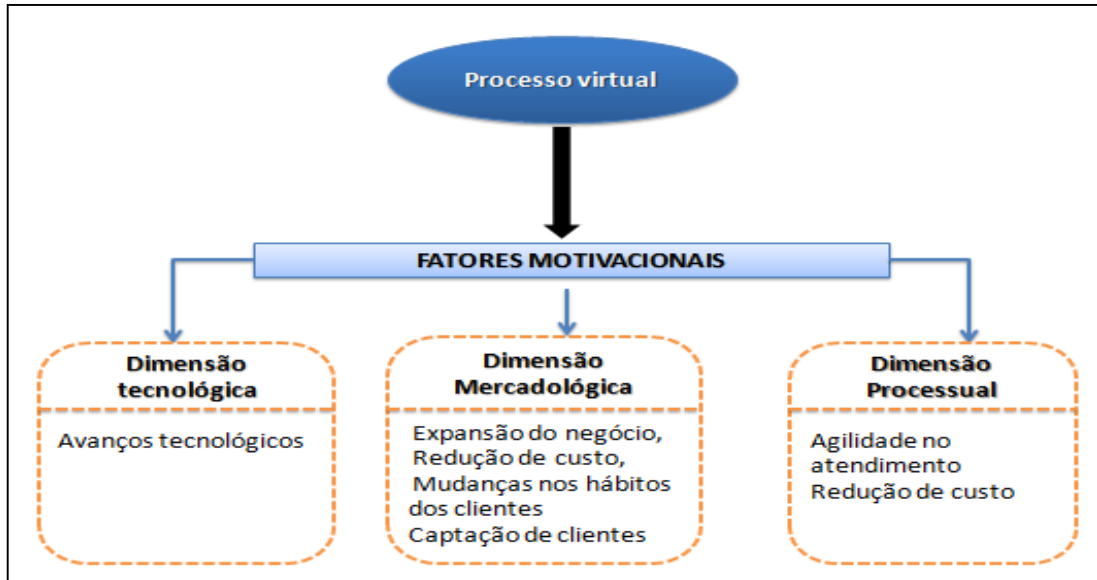 Processo virtual
FATORES MOTIVACIONAIS
Dimensão
tecnológica
Avanços tecnológicos
Dimensão
Mercadológica
Expansão do negócio,
Redução de custo,
Mudanças nos hábitos
dos clientes
Captação de clientes
Dimensão
Processual
Agilidade no
atendimento
Redução de custo